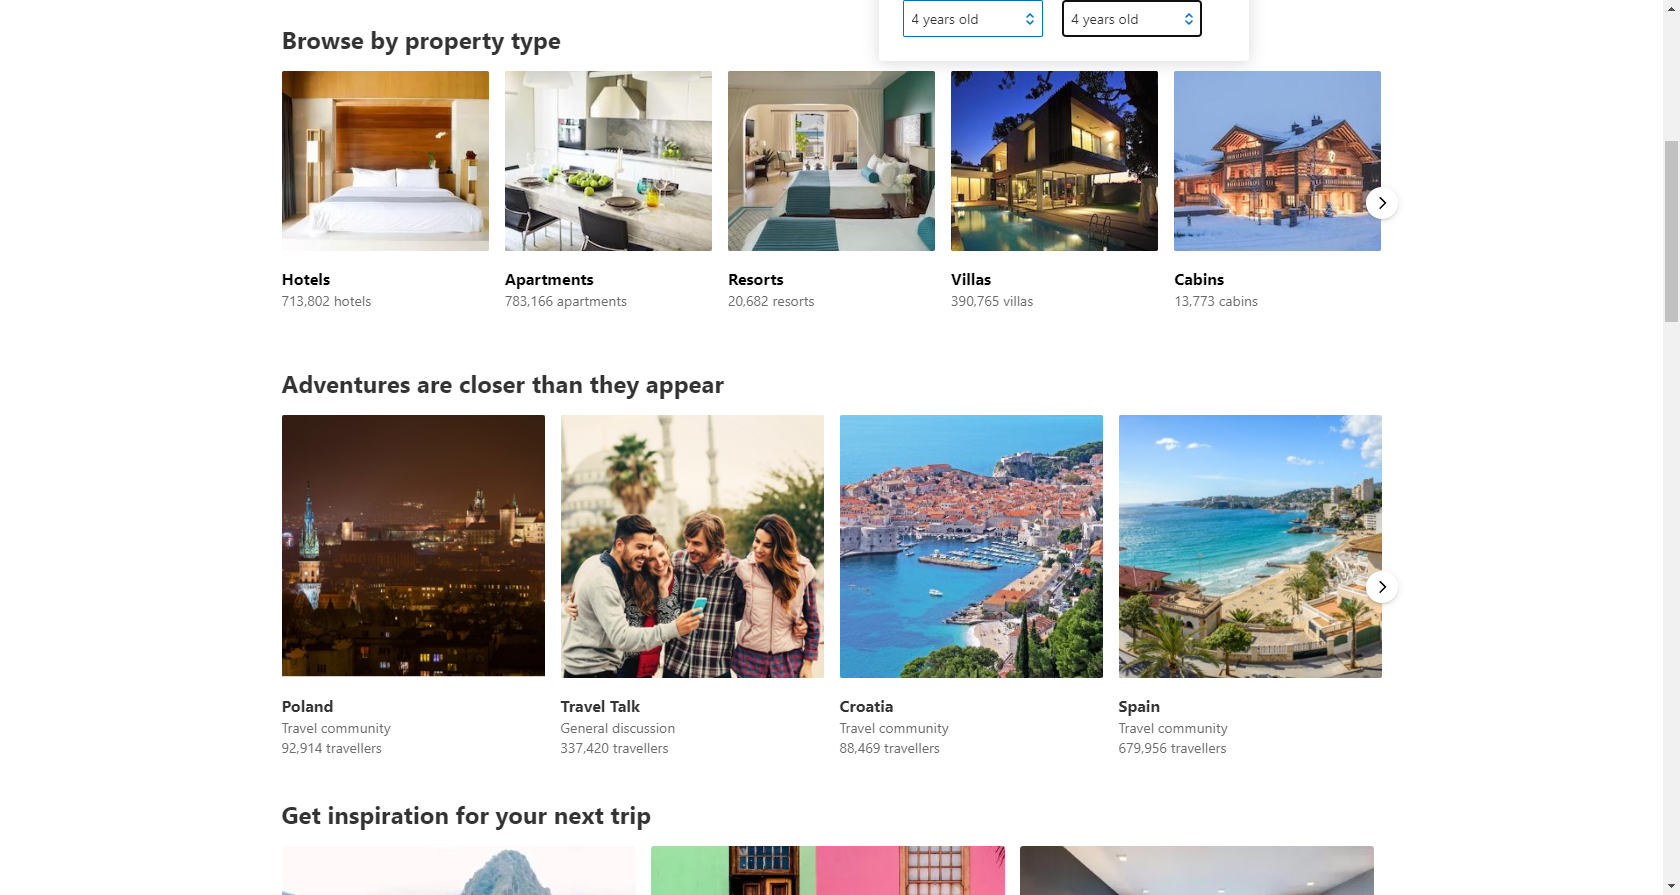 4 years old
4 years old
Browse by property type
Hotels
713,802 hotels
Apartments
783,166 apartments
Resorts
20,682 resorts
Villas
390,765 villas
Cabins
13,773 cabins
Adventures are closer than they appear
Poland
Travel community
92,914 travellers
Travel Talk
General discussion
337,420 travellers
Croatia
Travel community
88,469 travellers
Spain
Travel community
679,956 travellers
Get inspiration for your next trip